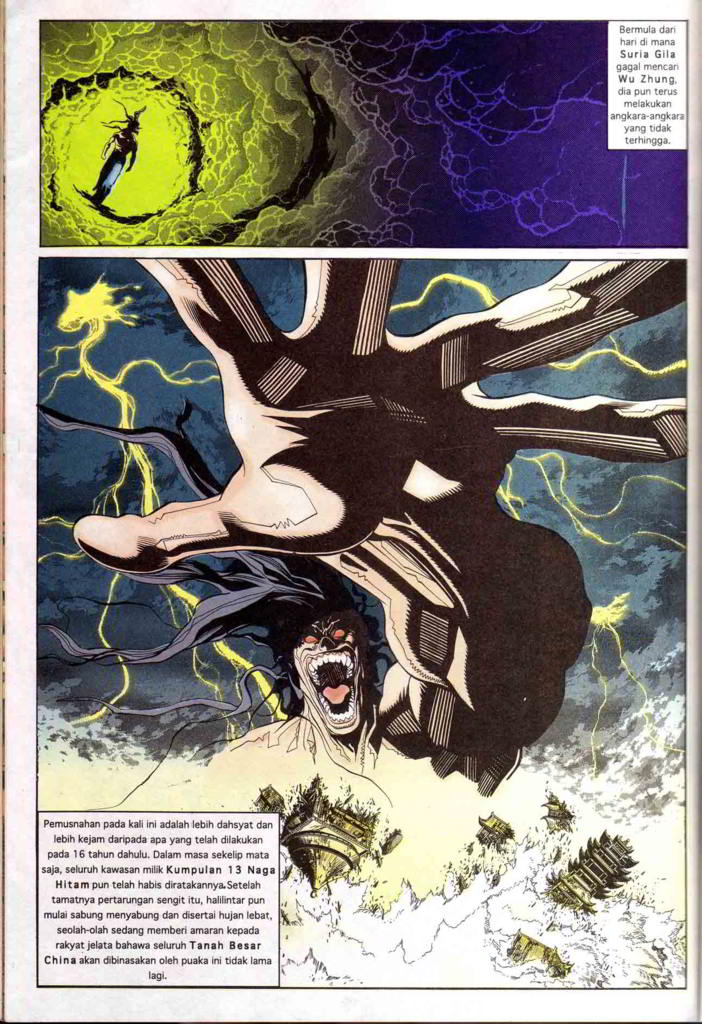 Bermula dari
hari di mana
Suria Gila
gagal mencari
Wu Zhung,
dia pun terus
melakukan
angkara-angkara
yang tidak
terhingga.
Pemusnahan pada kali ini adalah lebih dahsyat dan
lebih kejam daripada apa yang telah dilakukan
pada 16 tahun dahulu. Dalam masa sekelip mata
saja, seluruh kawasan milik Kumpulan 13 Naga
Hitam pun telah habis diratakannya. Setelah
tamatnya pertarungan sengit itu, halilintar pun
mulai sabung menyabung dan disertai hujan lebat,
seolah-olah sedang memberi amaran kepada
rakyat jelata bahawa seluruh Tanah Besar
China akan dibinasakan oleh puaka ini tidak lama
lagi.